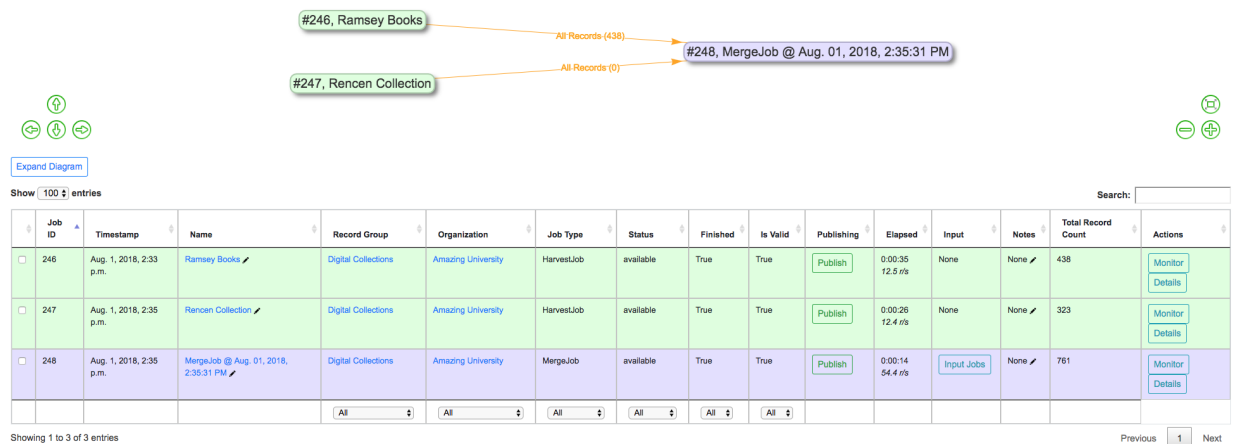 #246, Ramsey Books
All Records (438)
#248, MergeJob @ Aug. 01, 2018, 2:35:31 PM
All Records (0)
#247, Rencen Collection
Expand Diagram
Show 100 entries
Search:
Job ID Timestamp Name Record Group Organization Job Type Status Finished Is Valid Publishing Elapsed Input Notes Total Record Count Actions
246 Aug. 1, 2018, 2:33 p.m. Ramsey Books Digital Collections Amazing University HarvestJob available True True Publish 0:00:35 12.5 r/s None None 438 Monitor Details
247 Aug. 1, 2018, 2:35 p.m. Rencen Collection Digital Collections Amazing University HarvestJob available True True Publish 0:00:26 12.4 r/s None None 323 Monitor Details
248 Aug. 1, 2018, 2:35 p.m. MergeJob @ Aug. 01, 2018, 2:35:31 PM Digital Collections Amazing University MergeJob available True True Publish 0:00:14 54.4 r/s Input Jobs None 761 Monitor Details
All All All All All All
Showing 1 to 3 of 3 entries
Previous 1 Next